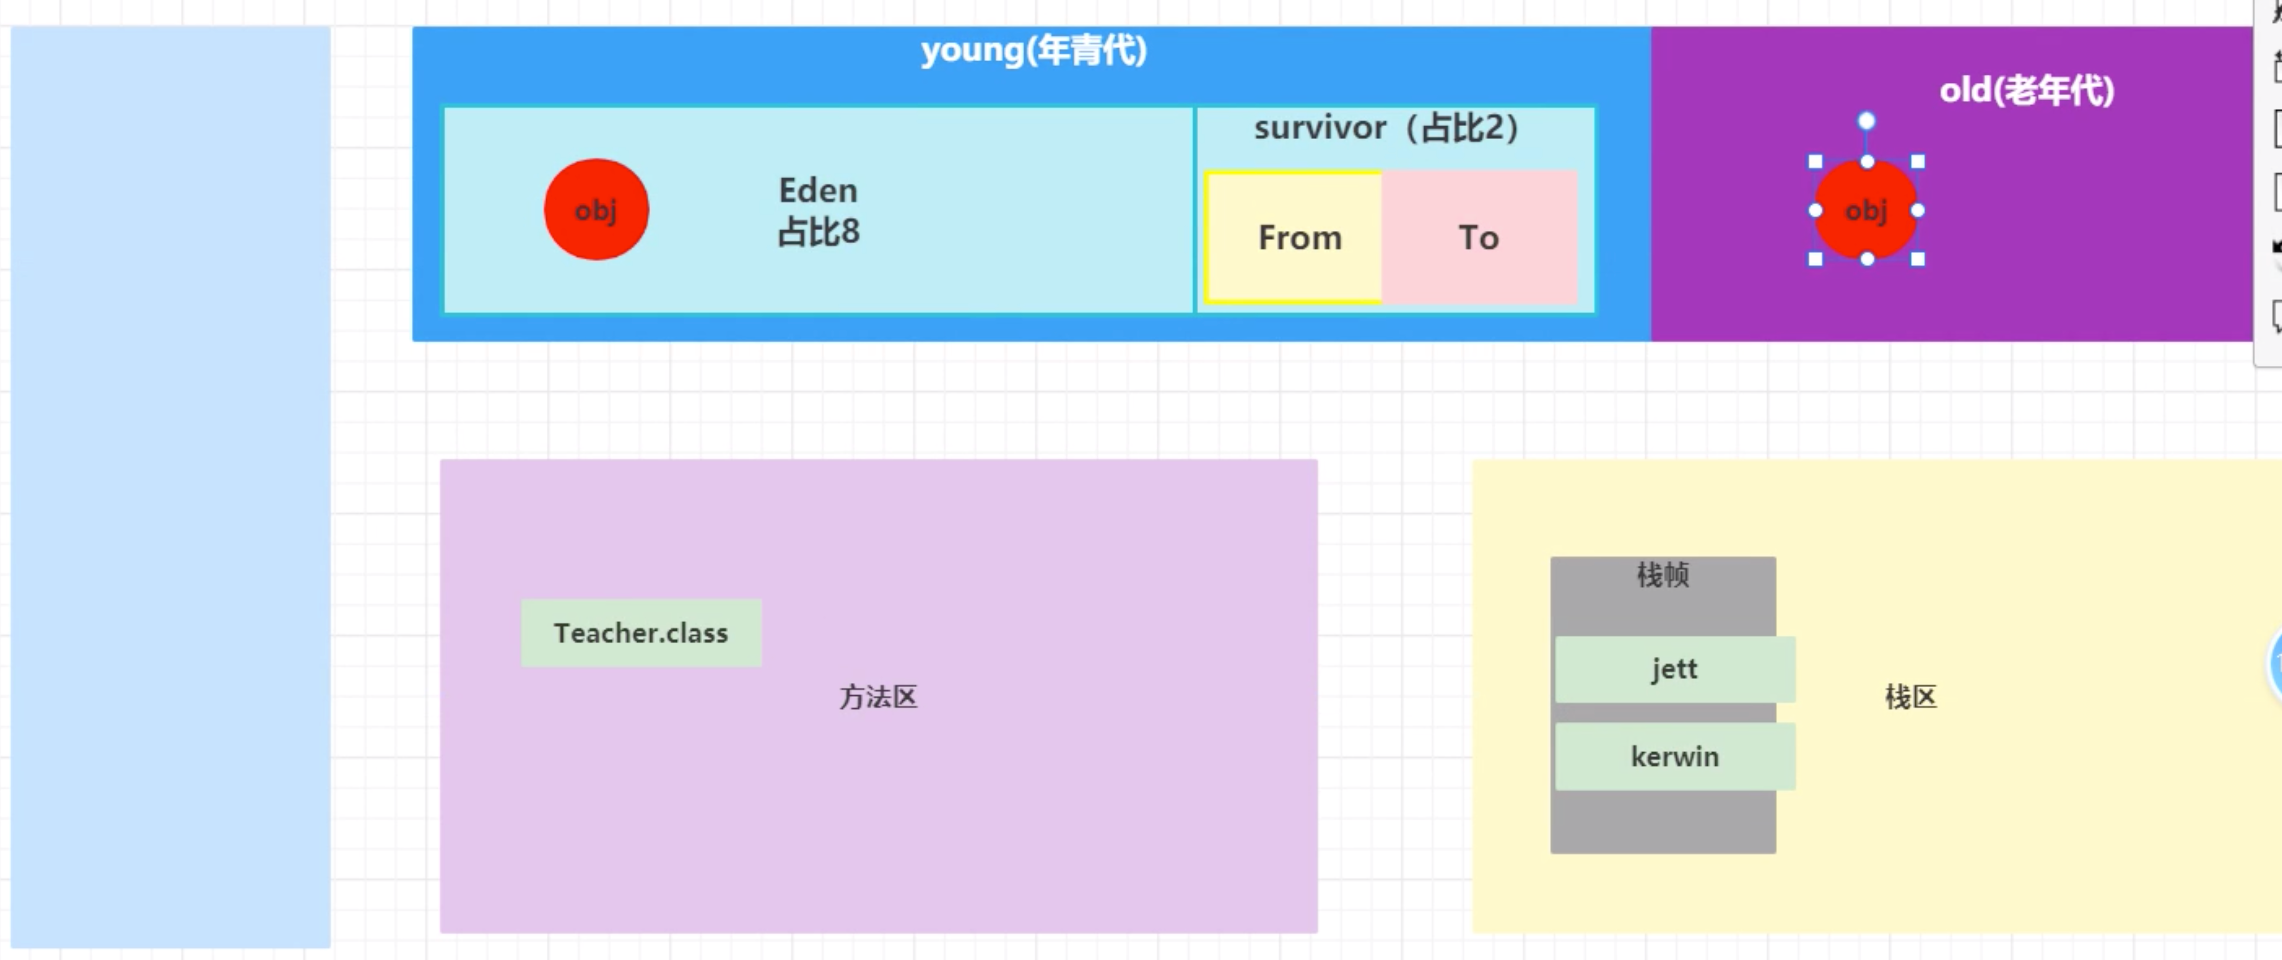 young(年青代)
old(老年代)
survivor（占比2）
obj
Eden
占比8
From
To
obj
栈帧
Teacher.class
jett
方法区
栈区
kerwin